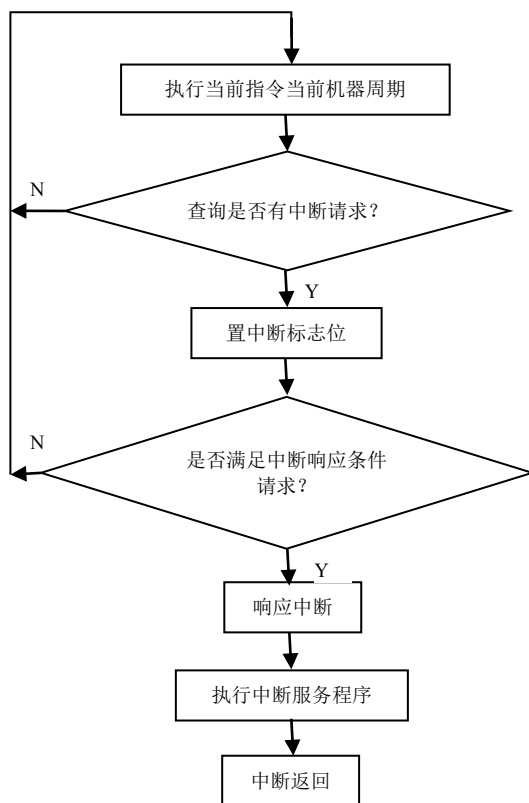 执行当前指令当前机器周期
N
查询是否有中断请求？
Y
置中断标志位
N
是否满足中断响应条件
请求？
Y
响应中断
执行中断服务程序
中断返回